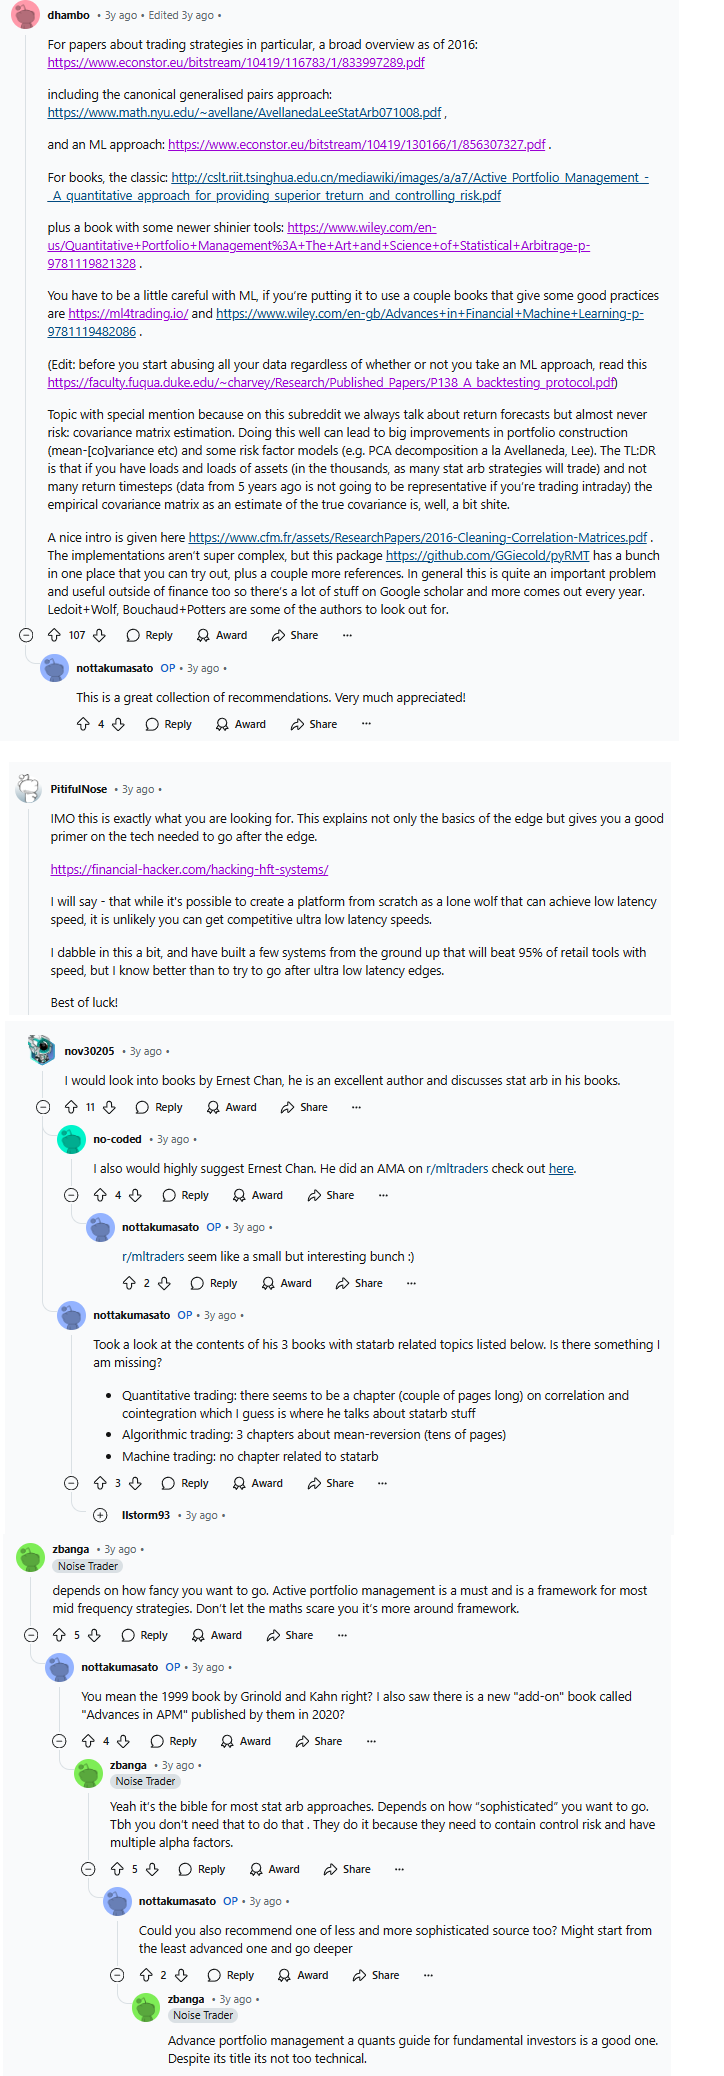 dhambo • 3y ago • Edited 3y ago •
For papers about trading strategies in particular, a broad overview as of 2016:
https://www.econstor.eu/bitstream/10419/116783/1/833997289.pdf
including the canonical generalised pairs approach:
https://www.math.nyu.edu/~avellane/AvellanedaLeeStatArb071008.pdf ,
and an ML approach: https://www.econstor.eu/bitstream/10419/130166/1/856307327.pdf .
For books, the classic: http://cslt.riit.tsinghua.edu.cn/mediawiki/images/a/a7/Active_Portfolio_Management_-
_A_quantitative_approach_for_providing_superior_treturn_and_controlling_risk.pdf
plus a book with some newer shinier tools: https://www.wiley.com/en-
us/Quantitative+Portfolio+Management%3A+The+Art+and+Science+of+Statistical+Arbitrage-p-
9781119821328 .
You have to be a little careful with ML, if you're putting it to use a couple books that give some good practices
are https://ml4trading.io/ and https://www.wiley.com/en-gb/Advances+in+Financial+Machine+Learning-p-
9781119482086 .
(Edit: before you start abusing all your data regardless of whether or not you take an ML approach, read this
https://faculty.fuqua.duke.edu/~charvey/Research/Published_Papers/P138_A_backtesting_protocol.pdf)
Topic with special mention because on this subreddit we always talk about return forecasts but almost never
risk: covariance matrix estimation. Doing this well can lead to big improvements in portfolio construction
(mean-[co]variance etc) and some risk factor models (e.g. PCA decomposition a la Avellaneda, Lee). The TL:DR
is that if you have loads and loads of assets (in the thousands, as many stat arb strategies will trade) and not
many return timesteps (data from 5 years ago is not going to be representative if you're trading intraday) the
empirical covariance matrix as an estimate of the true covariance is, well, a bit shite.
A nice intro is given here https://www.cfm.fr/assets/ResearchPapers/2016-Cleaning-Correlation-Matrices.pdf .
The implementations aren't super complex, but this package https://github.com/GGiecold/pyRMT has a bunch
in one place that you can try out, plus a couple more references. In general this is quite an important problem
and useful outside of finance too so there's a lot of stuff on Google scholar and more comes out every year.
Ledoit+Wolf, Bouchaud+Potters are some of the authors to look out for.
107 Reply Award Share ...
nottakumasato OP • 3y ago •
This is a great collection of recommendations. Very much appreciated!
4 Reply Award Share ...
PitifulNose • 3y ago •
IMO this is exactly what you are looking for. This explains not only the basics of the edge but gives you a good
primer on the tech needed to go after the edge.
https://financial-hacker.com/hacking-hft-systems/
I will say - that while it's possible to create a platform from scratch as a lone wolf that can achieve low latency
speed, it is unlikely you can get competitive ultra low latency speeds.
I dabble in this a bit, and have built a few systems from the ground up that will beat 95% of retail tools with
speed, but I know better than to try to go after ultra low latency edges.
Best of luck!
nov30205 • 3y ago •
I would look into books by Ernest Chan, he is an excellent author and discusses stat arb in his books.
11 Reply Award Share ...
no-coded • 3y ago •
I also would highly suggest Ernest Chan. He did an AMA on r/mltraders check out here.
4 Reply Award Share ...
nottakumasato OP • 3y ago •
r/mltraders seem like a small but interesting bunch :)
2 Reply Award Share ...
nottakumasato OP • 3y ago •
Took a look at the contents of his 3 books with statarb related topics listed below. Is there something I
am missing?
• Quantitative trading: there seems to be a chapter (couple of pages long) on correlation and
cointegration which I guess is where he talks about statarb stuff
• Algorithmic trading: 3 chapters about mean-reversion (tens of pages)
• Machine trading: no chapter related to statarb
3 Reply Award Share ...
llstorm93 • 3y ago •
zbanga • 3y ago •
Noise Trader
depends on how fancy you want to go. Active portfolio management is a must and is a framework for most
mid frequency strategies. Don't let the maths scare you it's more around framework.
5 Reply Award Share ...
nottakumasato OP • 3y ago •
You mean the 1999 book by Grinold and Kahn right? I also saw there is a new "add-on" book called
"Advances in APM" published by them in 2020?
4 Reply Award Share ...
zbanga • 3y ago •
Noise Trader
Yeah it's the bible for most stat arb approaches. Depends on how "sophisticated" you want to go.
Tbh you don't need that to do that . They do it because they need to contain control risk and have
multiple alpha factors.
5 Reply Award Share ...
nottakumasato OP • 3y ago •
Could you also recommend one of less and more sophisticated source too? Might start from
the least advanced one and go deeper
2 Reply Award Share ...
zbanga • 3y ago •
Noise Trader
Advance portfolio management a quants guide for fundamental investors is a good one.
Despite its title its not too technical.